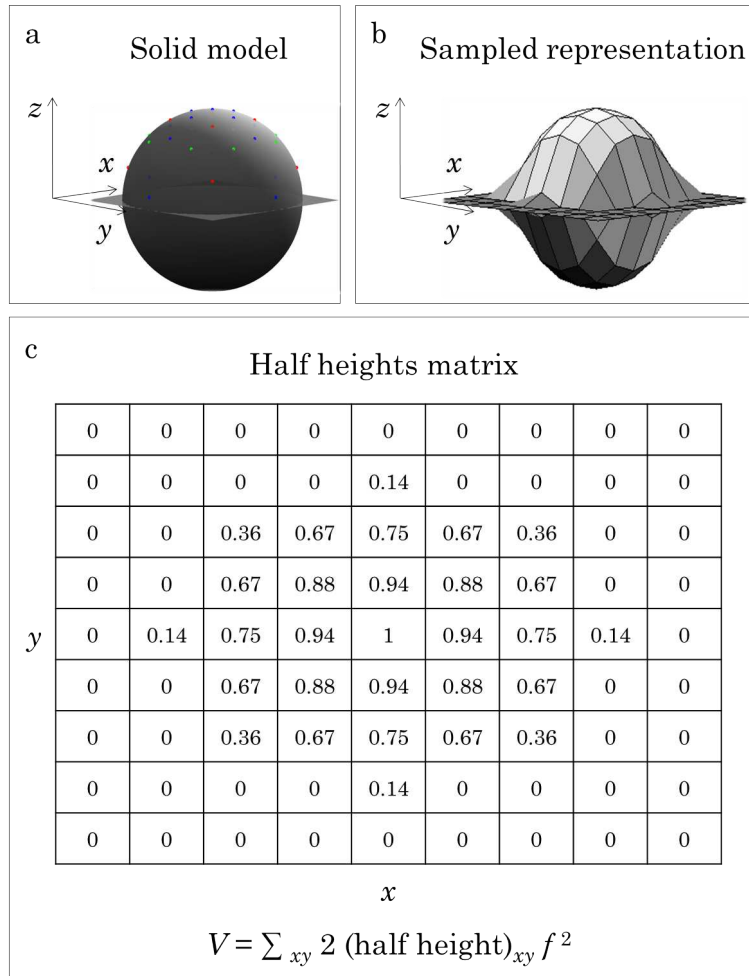 a
Solid model
z
x
y
b
Sampled representation
z
x
y
c
Half heights matrix
0 0 0 0 0 0 0 0 0
0 0 0 0 0.14 0 0 0 0
0 0 0.36 0.67 0.75 0.67 0.36 0 0
0 0 0.67 0.88 0.94 0.88 0.67 0 0
y 0 0.14 0.75 0.94 1 0.94 0.75 0.14 0
0 0 0.67 0.88 0.94 0.88 0.67 0 0
0 0 0.36 0.67 0.75 0.67 0.36 0 0
0 0 0 0 0.14 0 0 0 0
0 0 0 0 0 0 0 0 0
x
V = ∑ xy 2 (half height)xy f 2